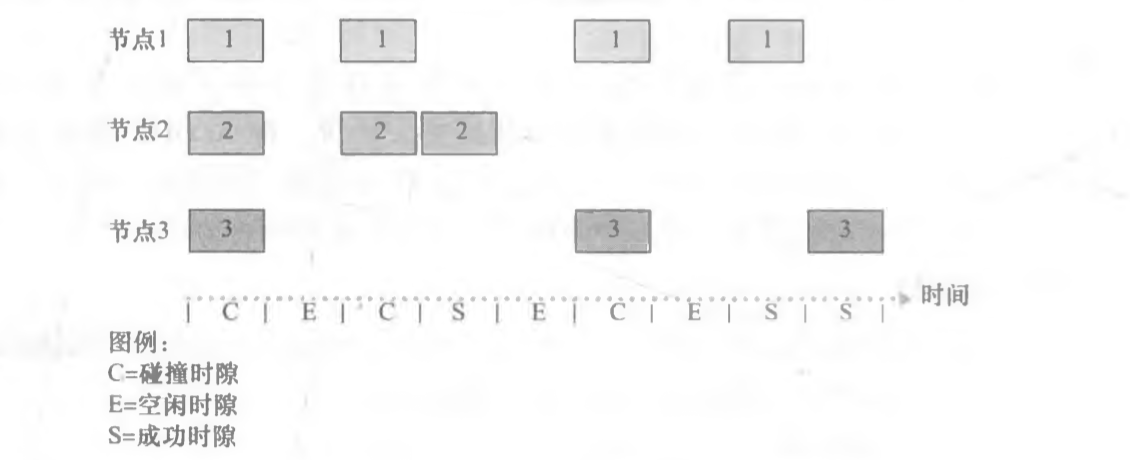 节点1 1 1 1 1
节点2 2 2 2
节点3 3 3 3
时间
| C | E | C | S | E | C | E | S | S |
图例：
C=碰撞时隙
E=空闲时隙
S=成功时隙